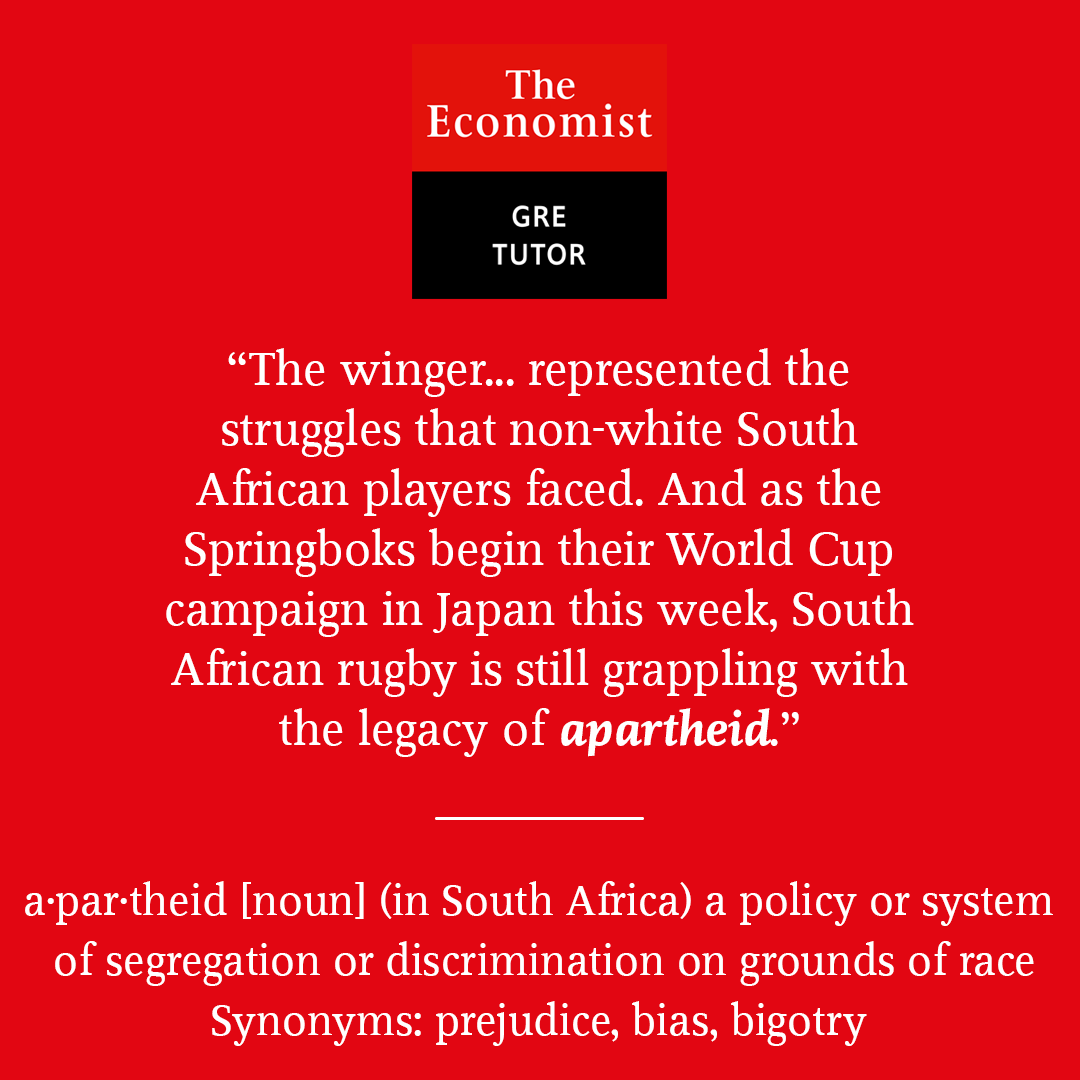 The
Economist
GRE
TUTOR
“The winger... represented the
struggles that non-white South
African players faced. And as the
Springboks begin their World Cup
campaign in Japan this week, South
African rugby is still grappling with
the legacy of apartheid.”
a·par·theid [noun] (in South Africa) a policy or system
of segregation or discrimination on grounds of race
Synonyms: prejudice, bias, bigotry